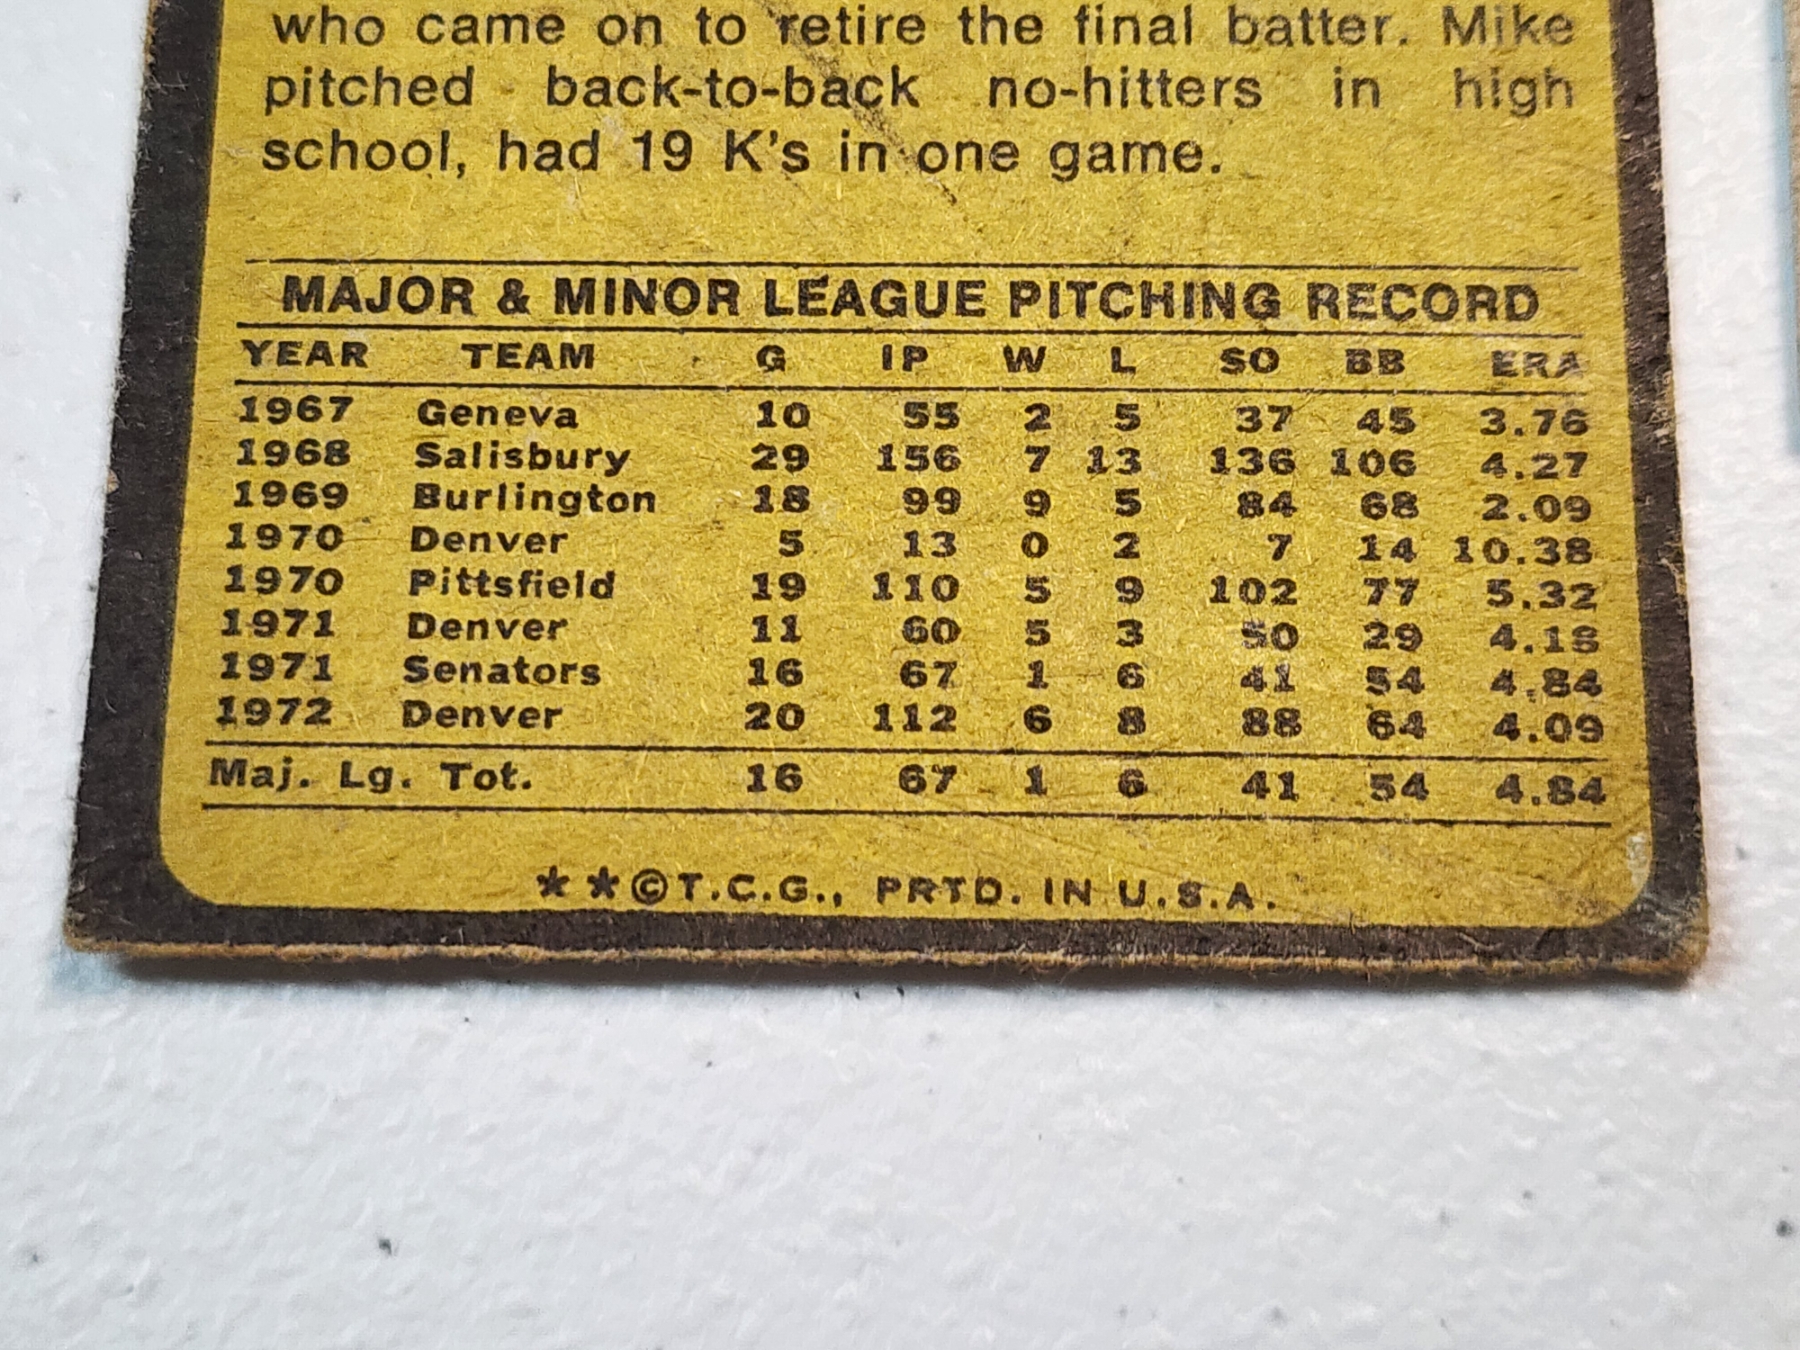 who came on to retire the final batter. Mike
pitched back-to-back no-hitters in high
school, had 19 K's in one game.
MAJOR & MINOR LEAGUE PITCHING RECORD
YEAR TEAM G IP W L SO BB ERA
1967 Geneva 10 55 2 5 37 45 3.76
1968 Salisbury 29 156 7 13 136 106 4.27
1969 Burlington 18 99 9 5 84 68 2.09
1970 Denver 5 13 0 2 7 14 10.38
1970 Pittsfield 19 110 5 9 102 77 5.32
1971 Denver 11 60 5 3 50 29 4.18
1971 Senators 16 67 1 6 41 54 4.84
1972 Denver 20 112 6 8 88 64 4.09
Maj. Lg. Tot. 16 67 1 6 41 54 4.84
**©T.C.G., PRTD. IN U.S.A.